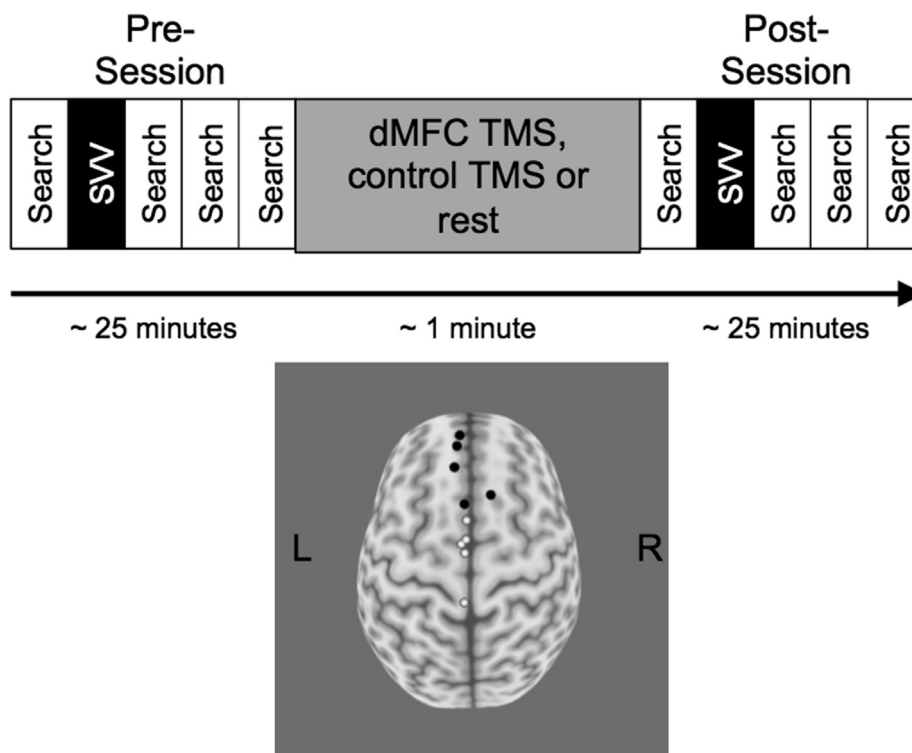 Pre-
Session
Post-
Session
Search
SVV
Search
Search
Search
dMFC TMS,
control TMS or
rest
Search
SVV
Search
Search
Search
~ 25 minutes
~ 1 minute
~ 25 minutes
L
R